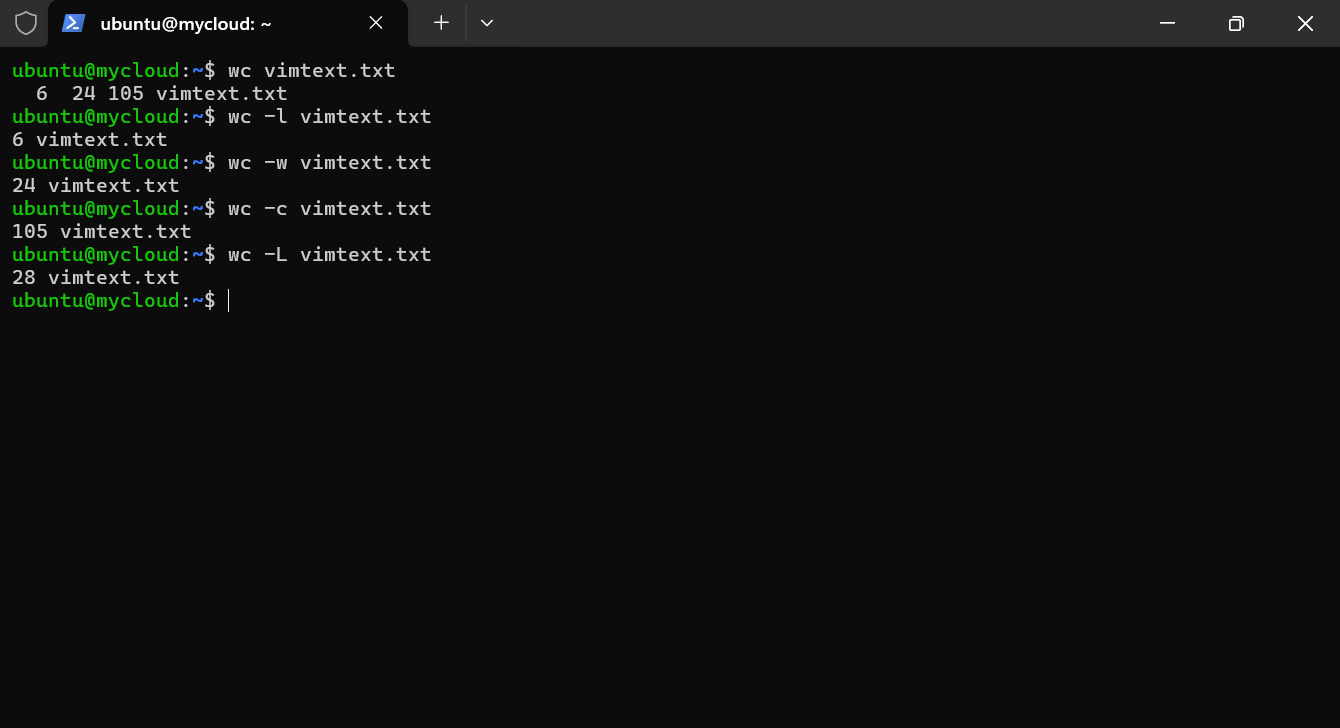 ubuntu@mycloud: ~
ubuntu@mycloud:~$ wc vimtext.txt
  6  24 105 vimtext.txt
ubuntu@mycloud:~$ wc -l vimtext.txt
6 vimtext.txt
ubuntu@mycloud:~$ wc -w vimtext.txt
24 vimtext.txt
ubuntu@mycloud:~$ wc -c vimtext.txt
105 vimtext.txt
ubuntu@mycloud:~$ wc -L vimtext.txt
28 vimtext.txt
ubuntu@mycloud:~$